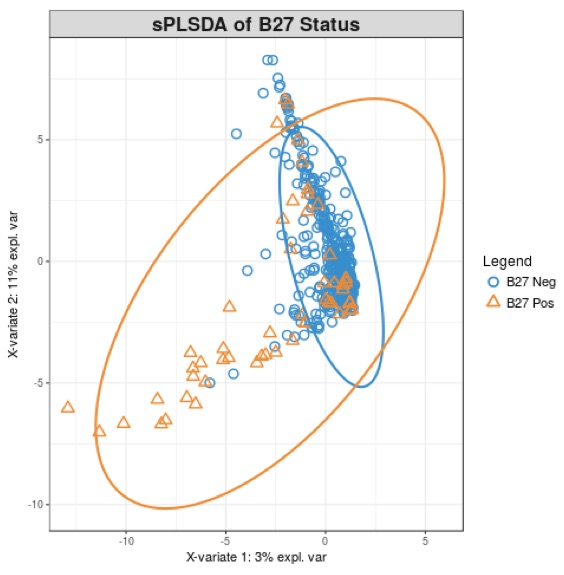 sPLSDA of B27 Status
X-variate 2: 11% expl. var
5
0
-5
-10
-10 -5 0 5
X-variate 1: 3% expl. var
Legend
B27 Neg
B27 Pos